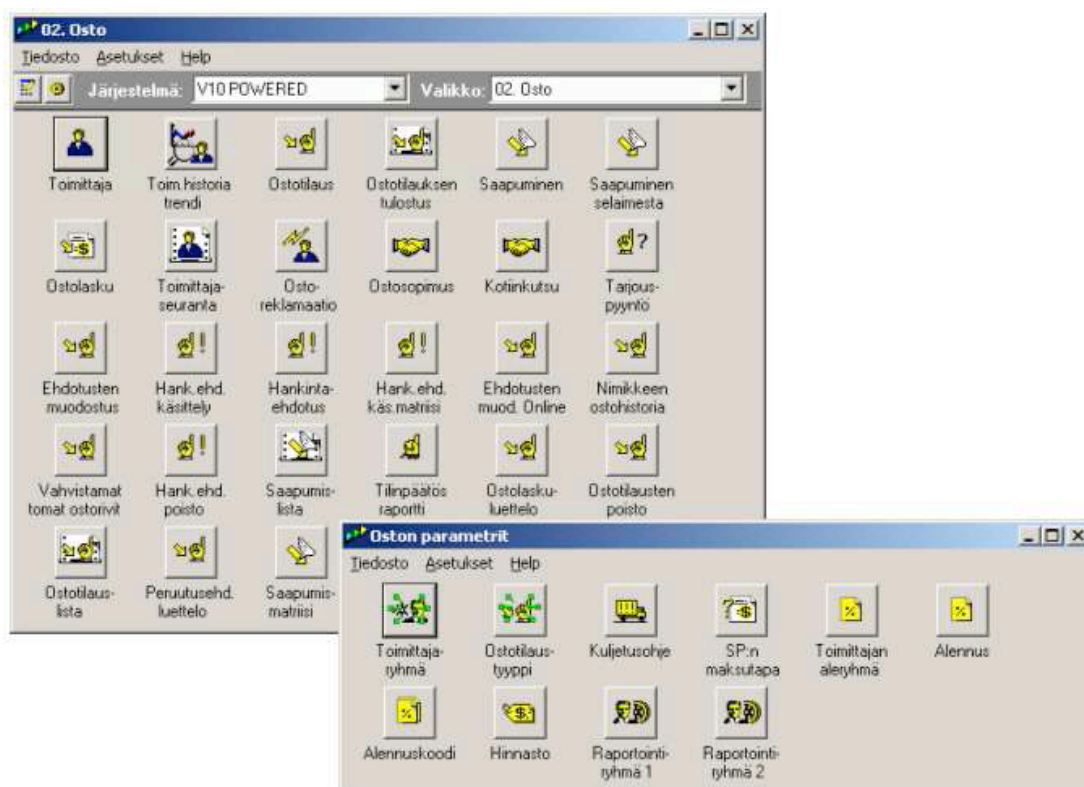 02. Osto
Tiedosto Asetukset Help
Järjestelmä: V10 POWERED Valikko: 02. Osto
Toimittaja Toim.historia Ostotilaus Ostotilauksen Saapuminen Saapuminen
trendi tulostus selaimesta
Ostolasku Toimittaja- Osto- Ostosopimus Kotiinkutsu Tarjous-
seuranta reklamaatio pyyntö
Ehdotusten Hank.ehd. Hankinta- Hank.ehd. Ehdotusten Nimikkeen
muodostus käsittely ehdotus käs.matriisi muod. Online ostohistoria
Vahvistamat Hank.ehd. Saapumis- Tilinpäätös Ostolasku- Ostotilausten
tomat ostorivit poisto lista raportti luettelo poisto
Ostotilaus- Peruutusehd. Saapumis-
lista luettelo matriisi
Oston parametrit
Tiedosto Asetukset Help
Toimittaja- Ostotilaus- Kuljetusohje SP:n Toimittajan Alennus
ryhmä tyyppi maksutapa aleryhmä
Alennuskoodi Hinnasto Raportointi- Raportointi-
ryhmä 1 ryhmä 2